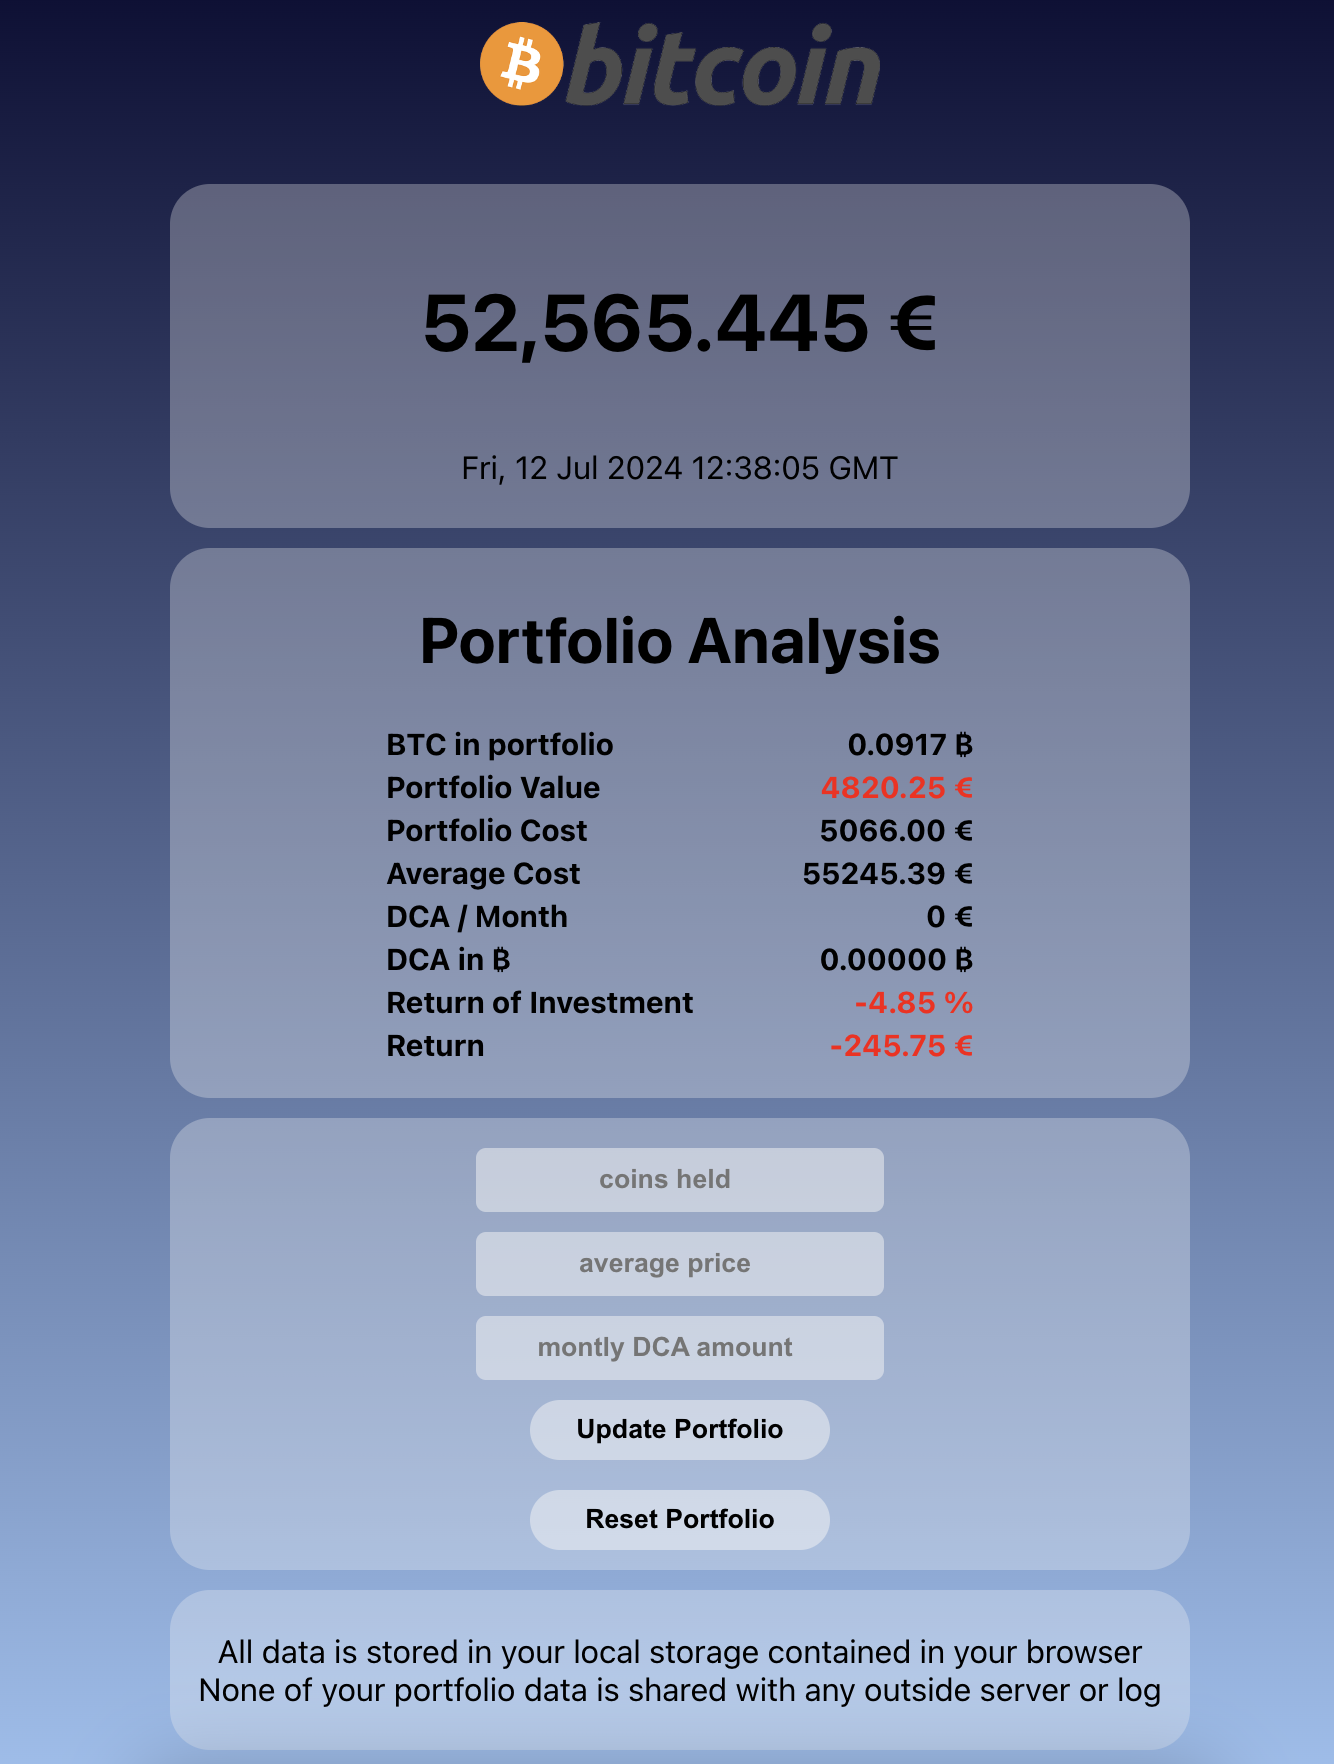 bitcoin
52,565.445 €
Fri, 12 Jul 2024 12:38:05 GMT
Portfolio Analysis
BTC in portfolio 0.0917 ₿
Portfolio Value 4820.25 €
Portfolio Cost 5066.00 €
Average Cost 55245.39 €
DCA / Month 0 €
DCA in ₿ 0.00000 ₿
Return of Investment -4.85 %
Return -245.75 €
coins held
average price
montly DCA amount
Update Portfolio
Reset Portfolio
All data is stored in your local storage contained in your browser
None of your portfolio data is shared with any outside server or log